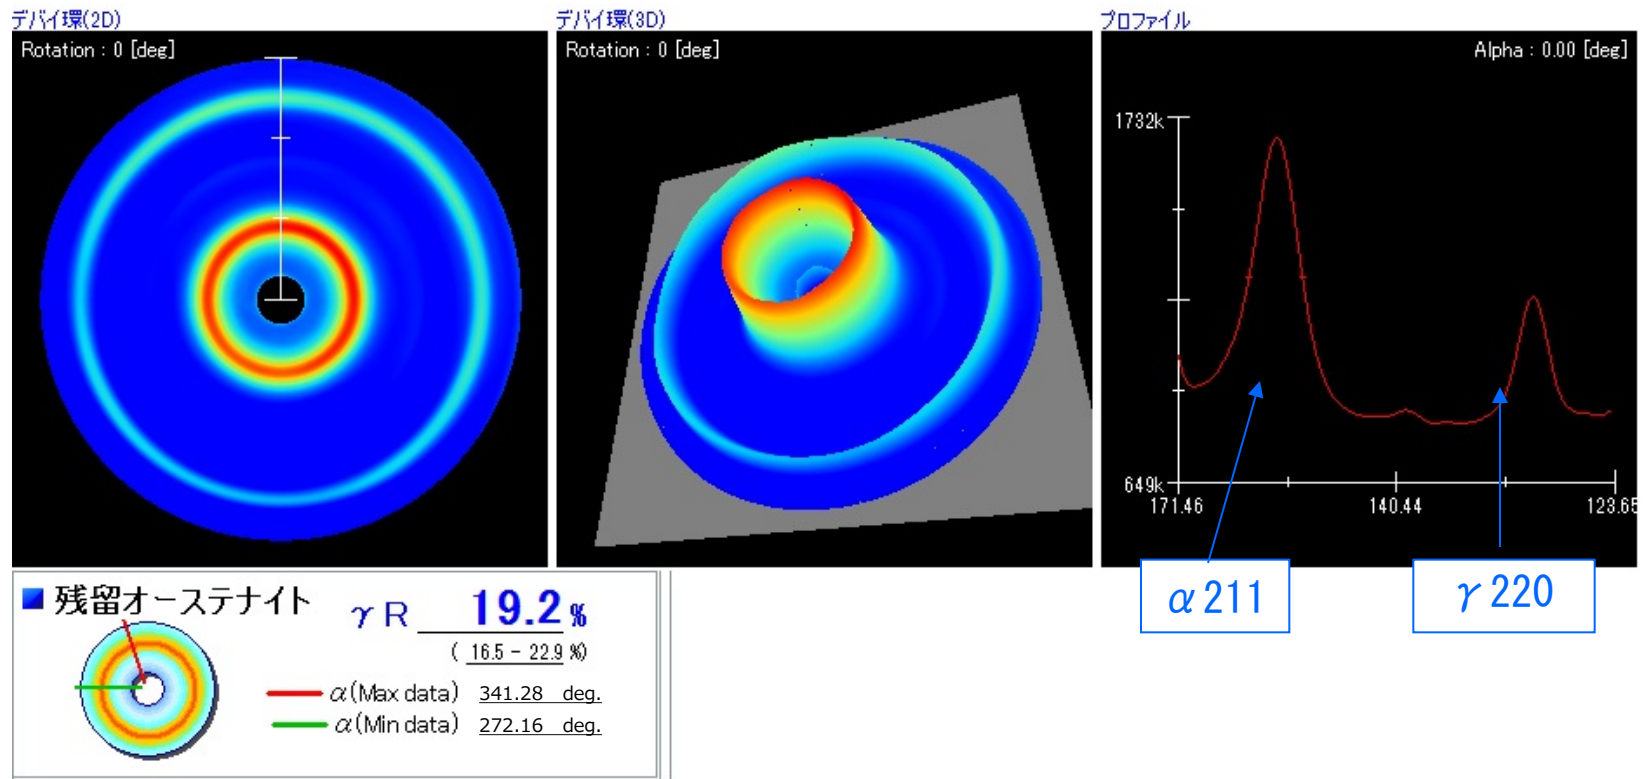 デバイ環(2D)
Rotation : 0 [deg]
デバイ環(3D)
Rotation : 0 [deg]
プロファイル
Alpha : 0.00 [deg]
1732k
649k
171.46 140.44 123.65
α211
γ220
残留オーステナイト
γR 19.2 %
( 16.5 - 22.9 %)
α(Max data) 341.28 deg.
α(Min data) 272.16 deg.